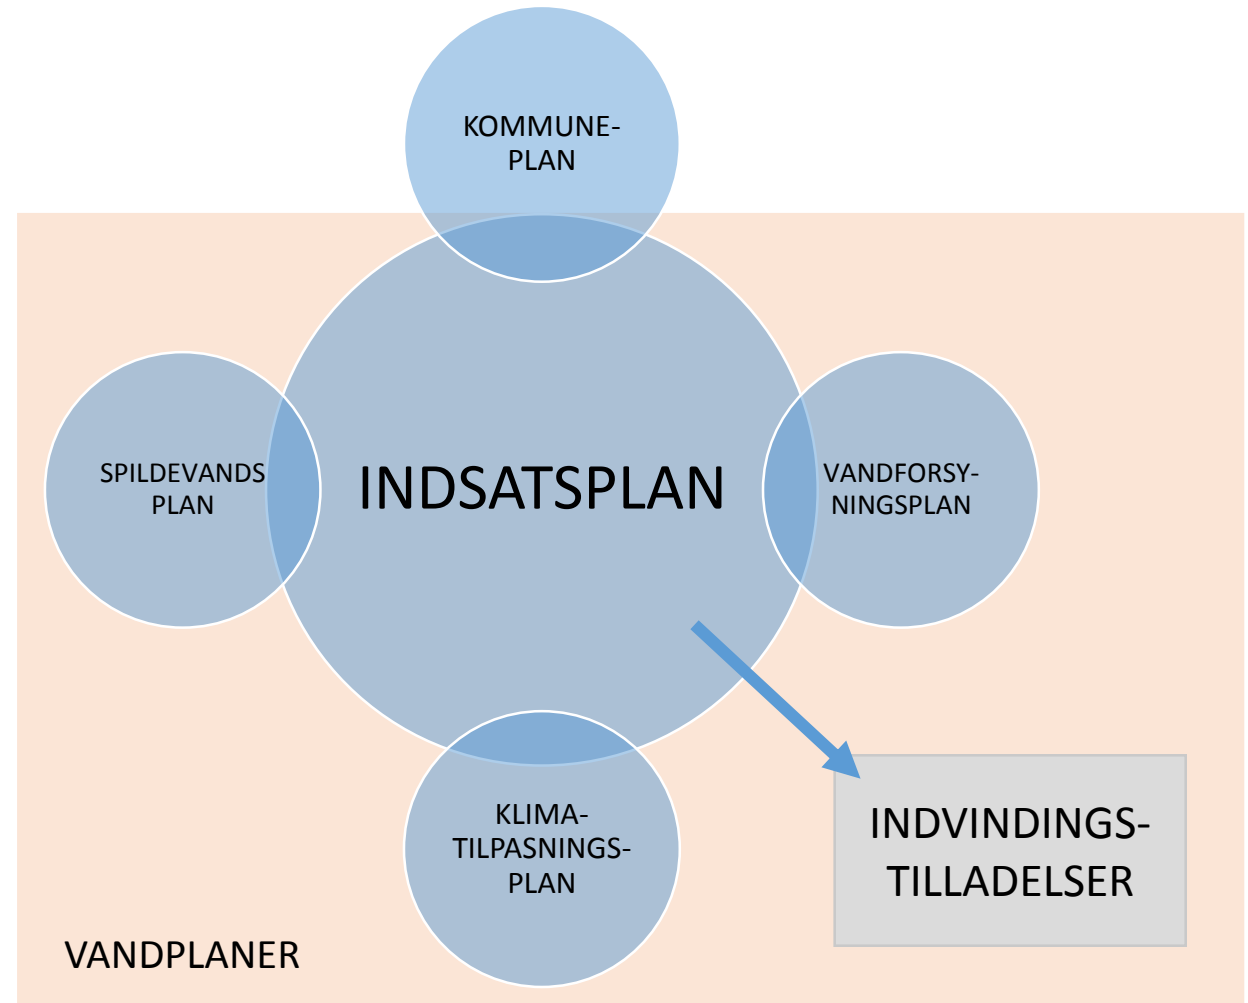 KOMMUNE-
PLAN
SPILDEVANDS
PLAN
INDSATSPLAN
VANDFORSY-
NINGSPLAN
KLIMA-
TILPASNINGS-
PLAN
INDVINDINGS-
TILLADELSER
VANDPLANER